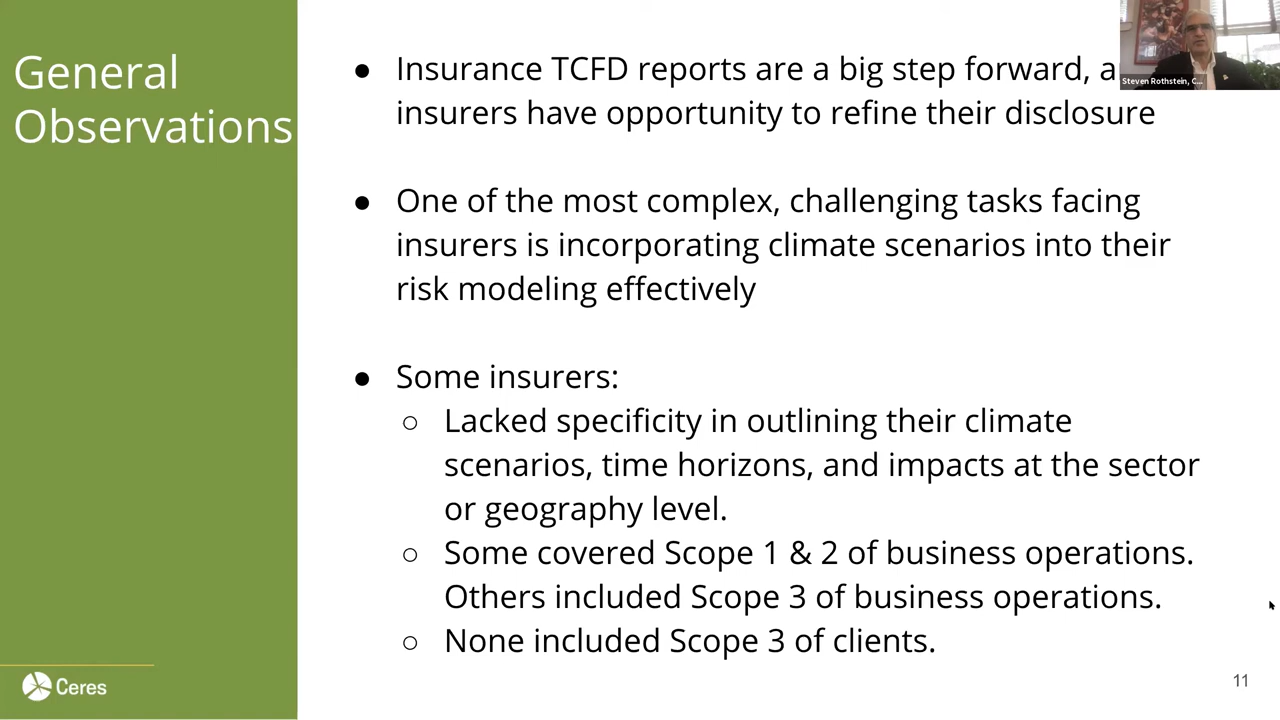 General
Observations
● Insurance TCFD reports are a big step forward, a
insurers have opportunity to refine their disclosure
● One of the most complex, challenging tasks facing
insurers is incorporating climate scenarios into their
risk modeling effectively
● Some insurers:
○ Lacked specificity in outlining their climate
scenarios, time horizons, and impacts at the sector
or geography level.
○ Some covered Scope 1 & 2 of business operations.
Others included Scope 3 of business operations.
○ None included Scope 3 of clients.
Steven Rothstein, C...
Ceres
11